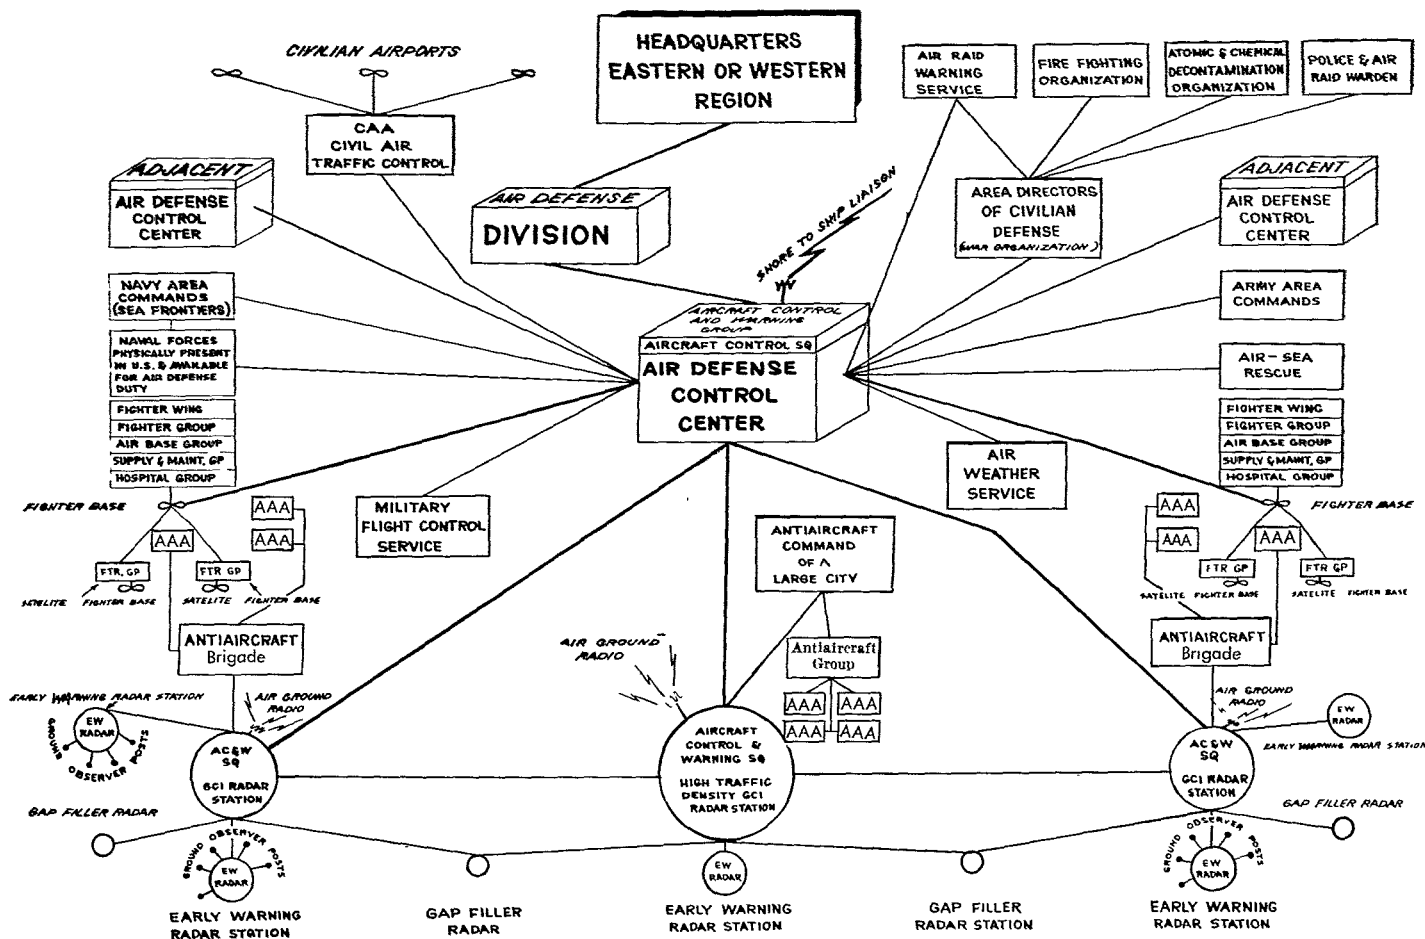 CIVILIAN AIRPORTS
HEADQUARTERS
EASTERN OR WESTERN
REGION
AIR RAID
WARNING
SERVICE
FIRE FIGHTING
ORGANIZATION
ATOMIC & CHEMICAL
DECONTAMINATION
ORGANIZATION
POLICE & AIR
RAID WARDEN
CAA
CIVIL AIR
TRAFFIC CONTROL
ADJACENT
AIR DEFENSE
CONTROL
CENTER
AIR DEFENSE
DIVISION
SHORE TO SHIP LIAISON
AREA DIRECTORS
OF CIVILIAN
DEFENSE
(WAR ORGANIZATION)
ADJACENT
AIR DEFENSE
CONTROL
CENTER
NAVY AREA
COMMANDS
(SEA FRONTIERS)
NAVAL FORCES
PHYSICALLY PRESENT
IN U.S. & AVAILABLE
FOR AIR DEFENSE
DUTY
AIRCRAFT CONTROL
AND WARNING
GROUP
AIRCRAFT CONTROL SQ
AIR DEFENSE
CONTROL
CENTER
ARMY AREA
COMMANDS
AIR-SEA
RESCUE
FIGHTER WING
FIGHTER GROUP
AIR BASE GROUP
SUPPLY & MAINT. GP
HOSPITAL GROUP
FIGHTER WING
FIGHTER GROUP
AIR BASE GROUP
SUPPLY & MAINT. GP
HOSPITAL GROUP
FIGHTER BASE
AAA
AAA
AAA
FTR. GP
FTR. GP
SATELITE FIGHTER BASE
SATELITE FIGHTER BASE
MILITARY
FLIGHT CONTROL
SERVICE
AIR
WEATHER
SERVICE
ANTIAIRCRAFT
COMMAND
OF A
LARGE CITY
FIGHTER BASE
AAA
AAA
AAA
FTR GP
FTR GP
SATELITE FIGHTER BASE
SATELITE FIGHTER BASE
ANTIAIRCRAFT
Brigade
AIR GROUND
RADIO
Antiaircraft
Group
AAA AAA
AAA AAA
ANTIAIRCRAFT
Brigade
EARLY WARNING RADAR STATION
EW
RADAR
GROUND OBSERVER POSTS
AIR GROUND
RADIO
AC&W
SQ
GCI RADAR
STATION
AIRCRAFT
CONTROL &
WARNING SQ
HIGH TRAFFIC
DENSITY GCI
RADAR STATION
AIR GROUND
RADIO
AC&W
SQ
GCI RADAR
STATION
EW
RADAR
EARLY WARNING RADAR STATION
GAP FILLER RADAR
GAP FILLER RADAR
GROUND OBSERVER POSTS
EW
RADAR
EARLY WARNING
RADAR STATION
GAP FILLER
RADAR
EW
RADAR
EARLY WARNING
RADAR STATION
GAP FILLER
RADAR STATION
GROUND OBSERVER POSTS
EW
RADAR
EARLY WARNING
RADAR STATION